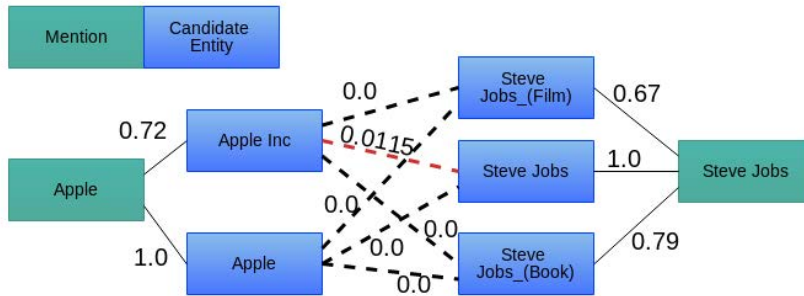 Mention
Candidate
Entity
0.0
Steve
Jobs_(Film)
0.67
0.72
Apple Inc
0.0115
Apple
Steve Jobs
1.0
Steve Jobs
0.0
0.0
0.0
1.0
Apple
0.0
Steve
Jobs_(Book)
0.79